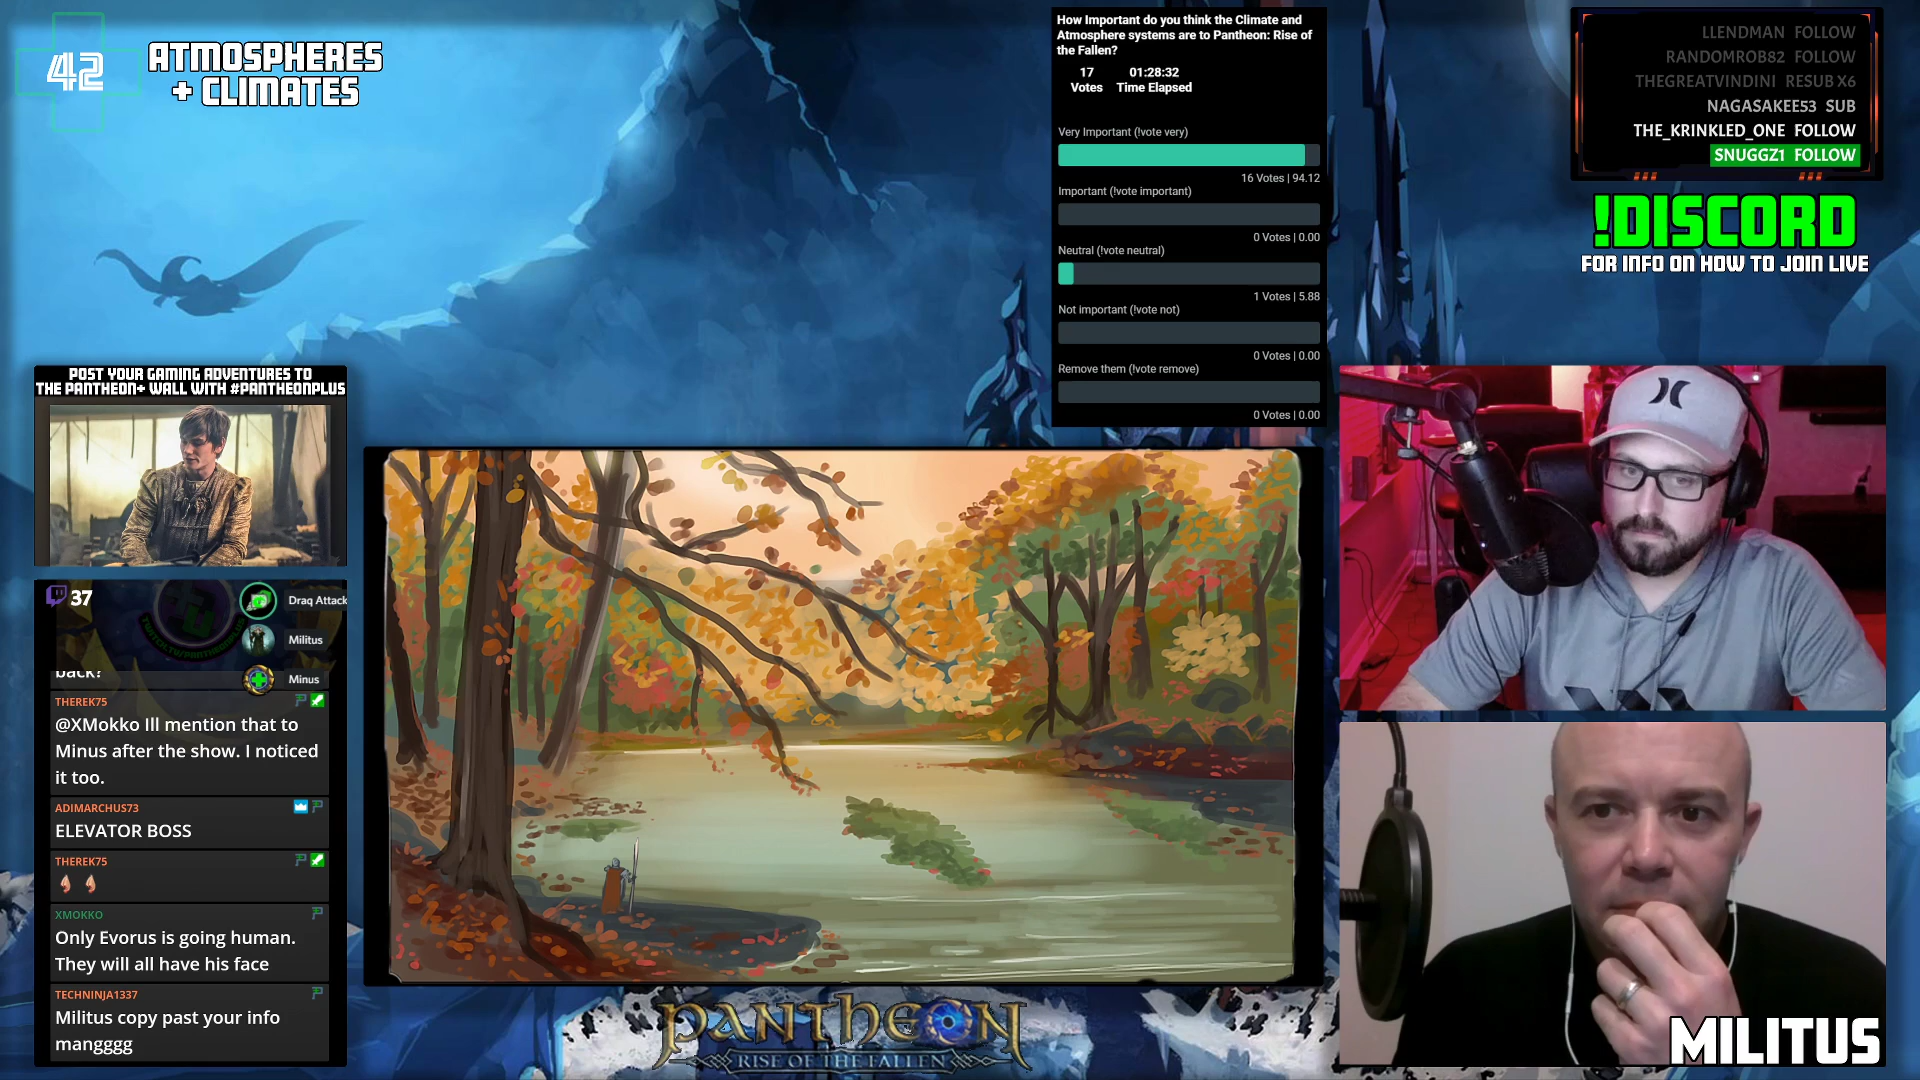 42
ATMOSPHERES
+ CLIMATES
How Important do you think the Climate and
Atmosphere systems are to Pantheon: Rise of
the Fallen?
17
Votes
01:28:32
Time Elapsed
Very Important (!vote very)
16 Votes | 94.12
Important (!vote important)
0 Votes | 0.00
Neutral (!vote neutral)
1 Votes | 5.88
Not important (!vote not)
0 Votes | 0.00
Remove them (!vote remove)
0 Votes | 0.00
LLENDMAN FOLLOW
RANDOMROB82 FOLLOW
THEGREATVINDINI RESUB X6
NAGASAKEE53 SUB
THE_KRINKLED_ONE FOLLOW
SNUGGZ1 FOLLOW
!DISCORD
FOR INFO ON HOW TO JOIN LIVE
POST YOUR GAMING ADVENTURES TO
THE PANTHEON+ WALL WITH #PANTHEONPLUS
37
Draq Attack
Militus
Minus
back?
THEREK75
@XMokko Ill mention that to
Minus after the show. I noticed
it too.
ADIMARCHUS73
ELEVATOR BOSS
THEREK75
XMOKKO
Only Evorus is going human.
They will all have his face
TECHNINJA1337
Militus copy past your info
mangggg
PANTHEON
RISE OF THE FALLEN
MILITUS